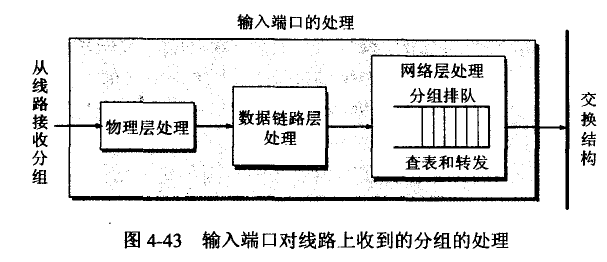 输入端口的处理
从线路接收分组
物理层处理
数据链路层
处理
网络层处理
分组排队
查表和转发
交换结构
图 4-43 输入端口对线路上收到的分组的处理